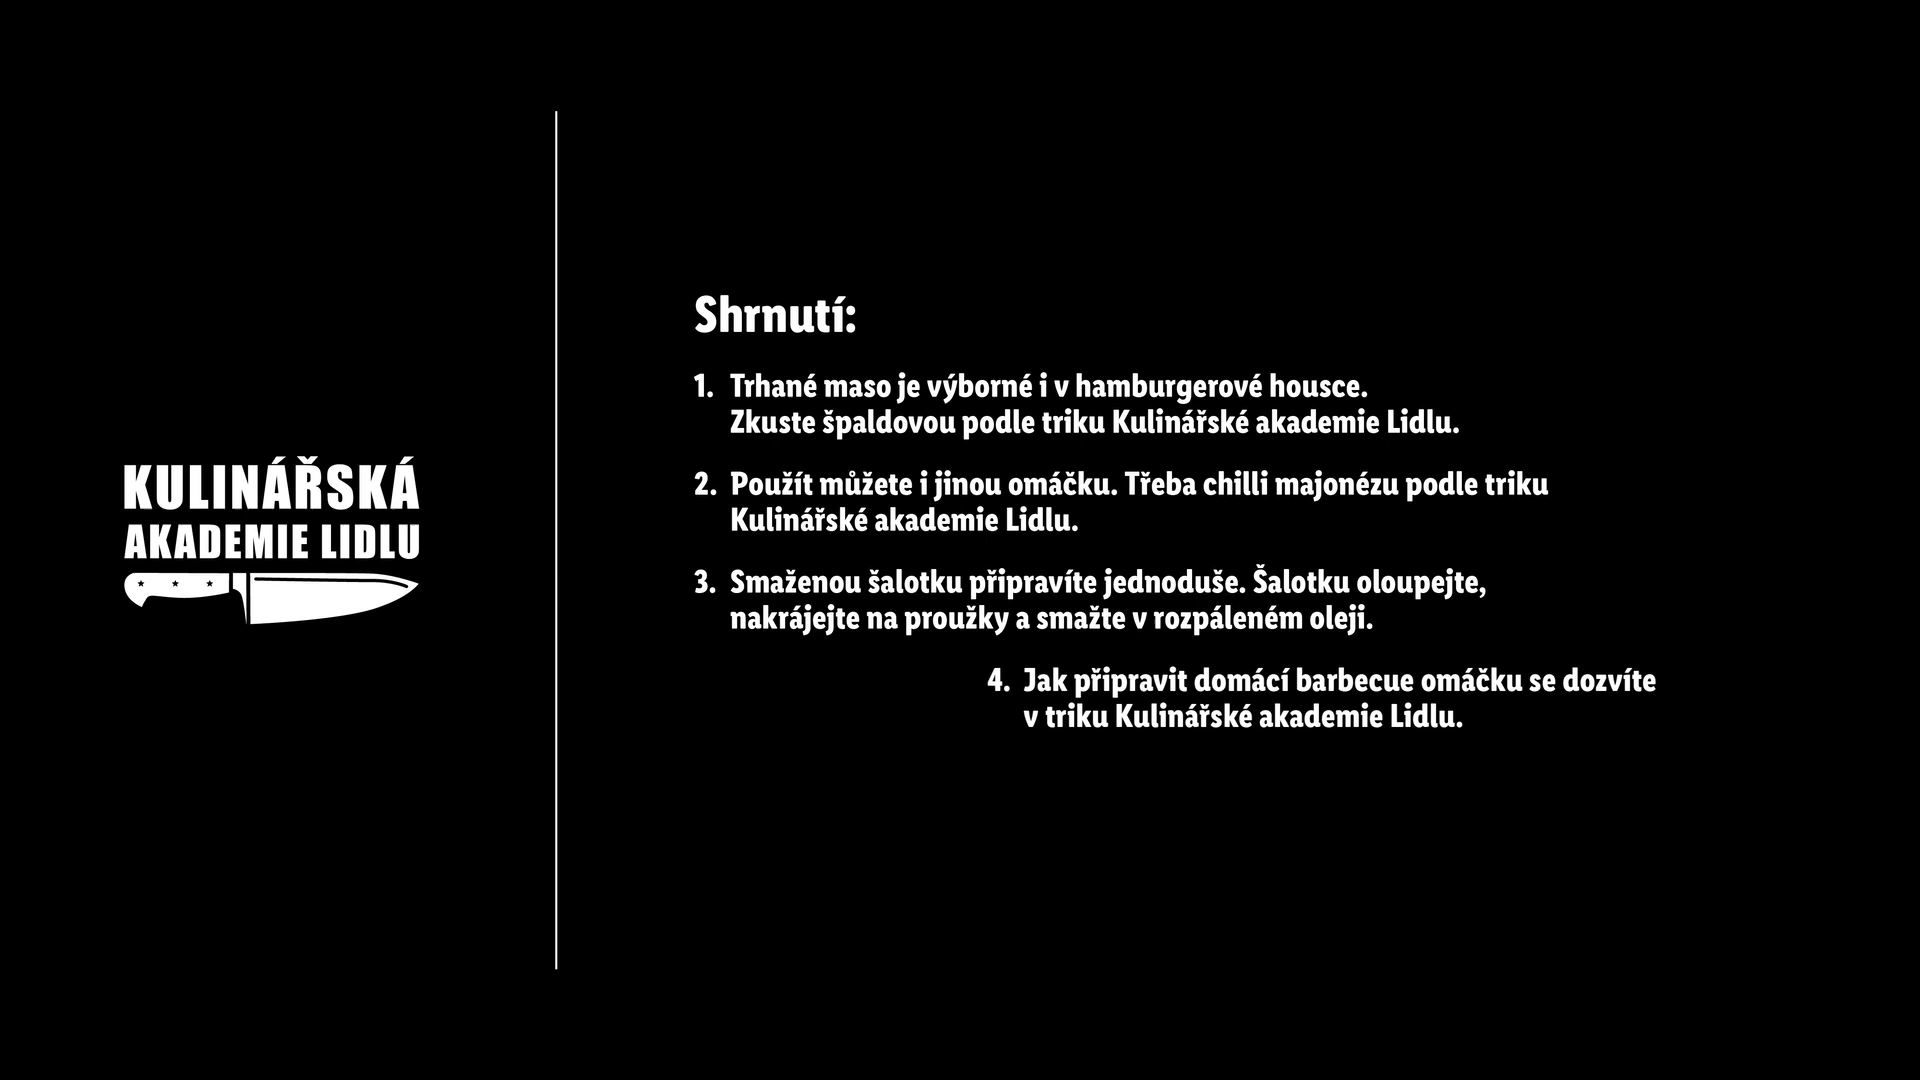 KULINÁŘSKÁ
AKADEMIE LIDLU
Shrnutí:
1. Trhané maso je výborné i v hamburgerové housce.
Zkuste špaldovou podle triku Kulinářské akademie Lidlu.
2. Použít můžete i jinou omáčku. Třeba chilli majonézu podle triku
Kulinářské akademie Lidlu.
3. Smaženou šalotku připravíte jednoduše. Šalotku oloupejte,
nakrájejte na proužky a smažte v rozpáleném oleji.
4. Jak připravit domácí barbecue omáčku se dozvíte
v triku Kulinářské akademie Lidlu.